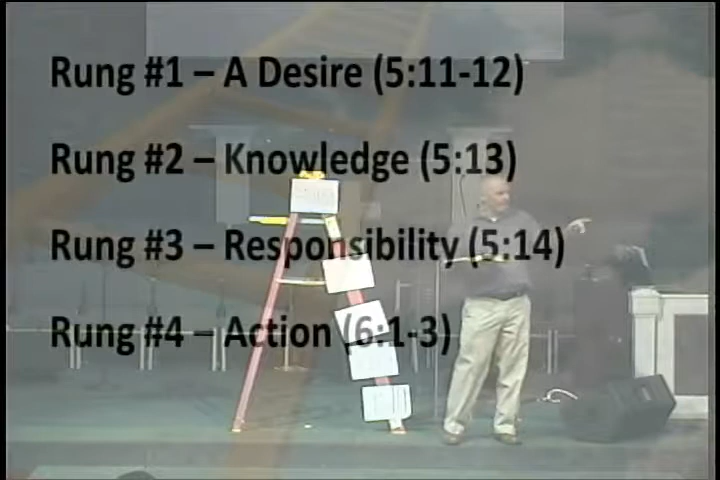 Rung #1 – A Desire (5:11-12)
Rung #2 – Knowledge (5:13)
Rung #3 – Responsibility (5:14)
Rung #4 – Action (6:1-3)